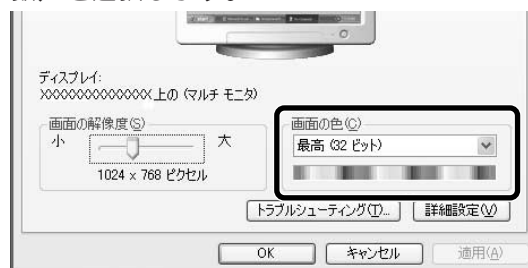 ディスプレイ:
XXXXXXXXXXXXX上の (マルチ モニタ)
画面の解像度(S)
小 大
1024 x 768 ピクセル
画面の色(C)
最高 (32 ビット)
トラブルシューティング(T)... 詳細設定(V)
OK キャンセル 適用(A)